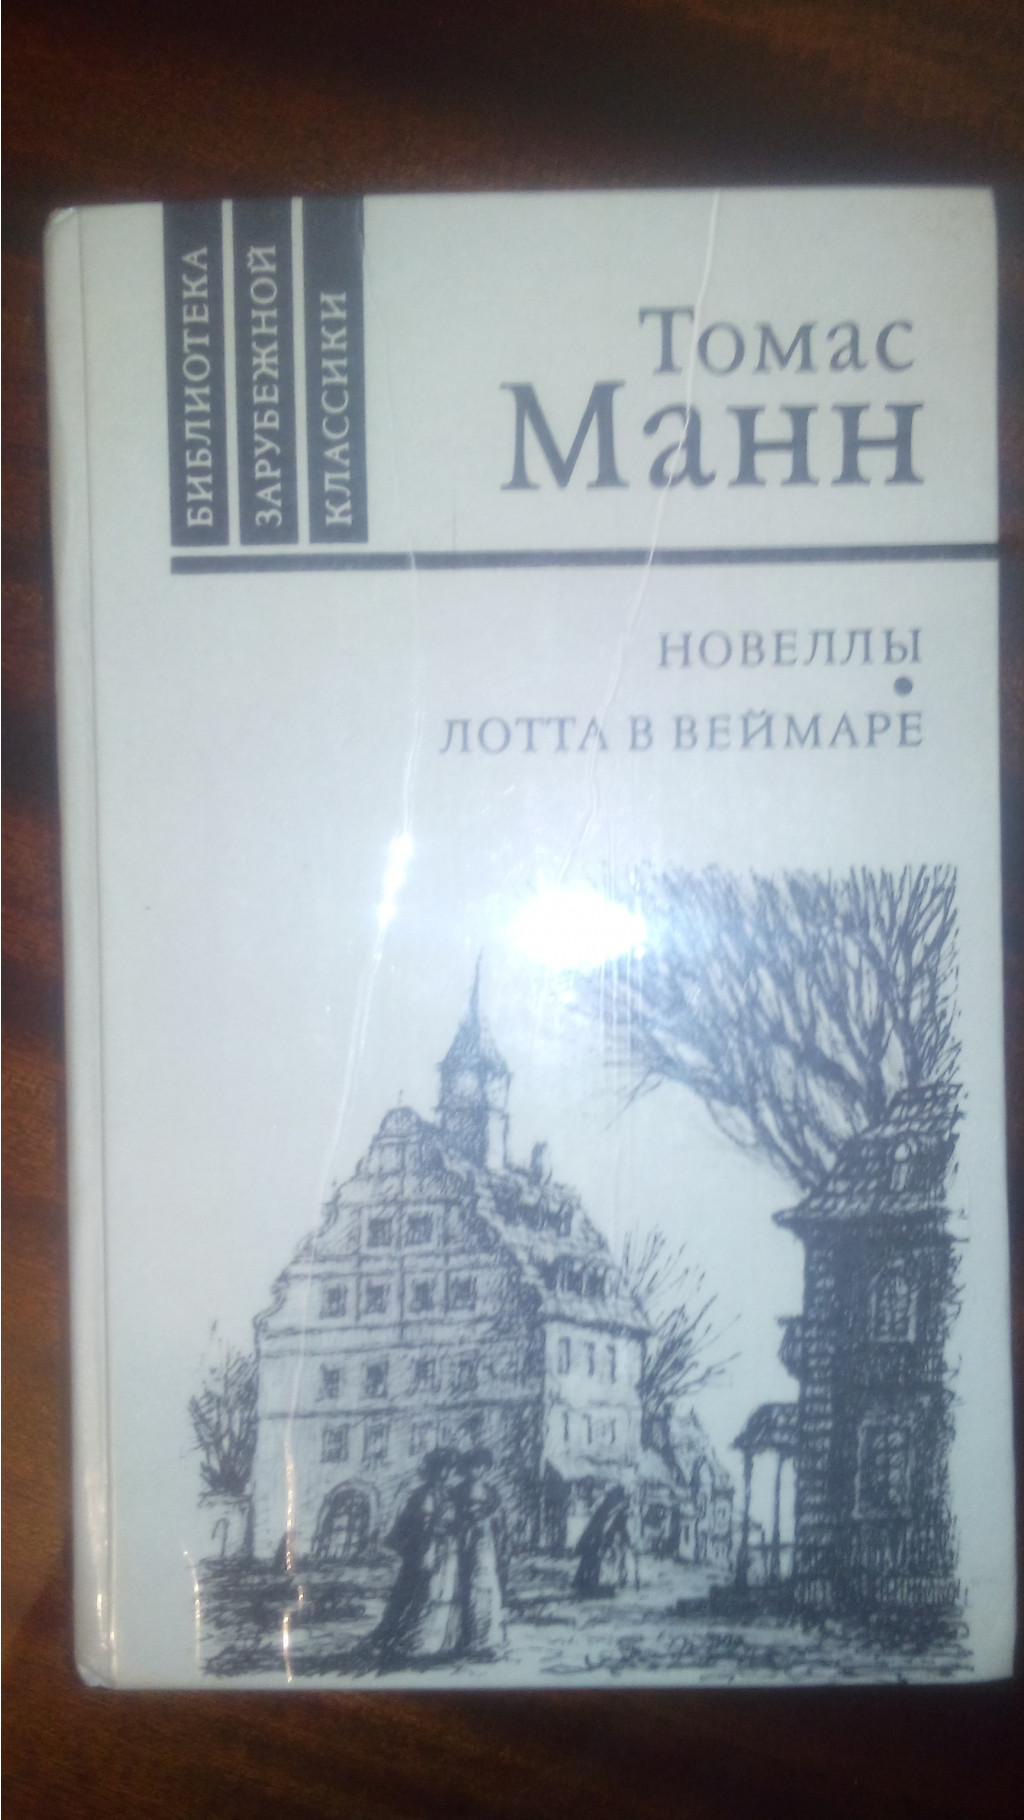 БИБЛИОТЕКА
ЗАРУБЕЖНОЙ
КЛАССИКИ
Томас
Манн
НОВЕЛЛЫ
•
ЛОТТА В ВЕЙМАРЕ